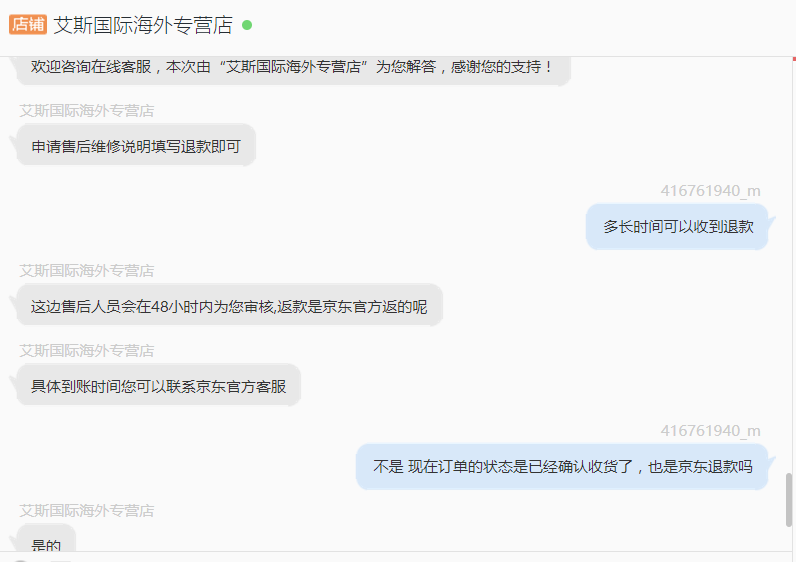 店铺 艾斯国际海外专营店
欢迎咨询在线客服，本次由“艾斯国际海外专营店”为您解答，感谢您的支持！
艾斯国际海外专营店
申请售后维修说明填写退款即可
416761940_m
多长时间可以收到退款
艾斯国际海外专营店
这边售后人员会在48小时内为您审核,返款是京东官方返的呢
艾斯国际海外专营店
具体到账时间您可以联系京东官方客服
416761940_m
不是 现在订单的状态是已经确认收货了，也是京东退款吗
艾斯国际海外专营店
是的